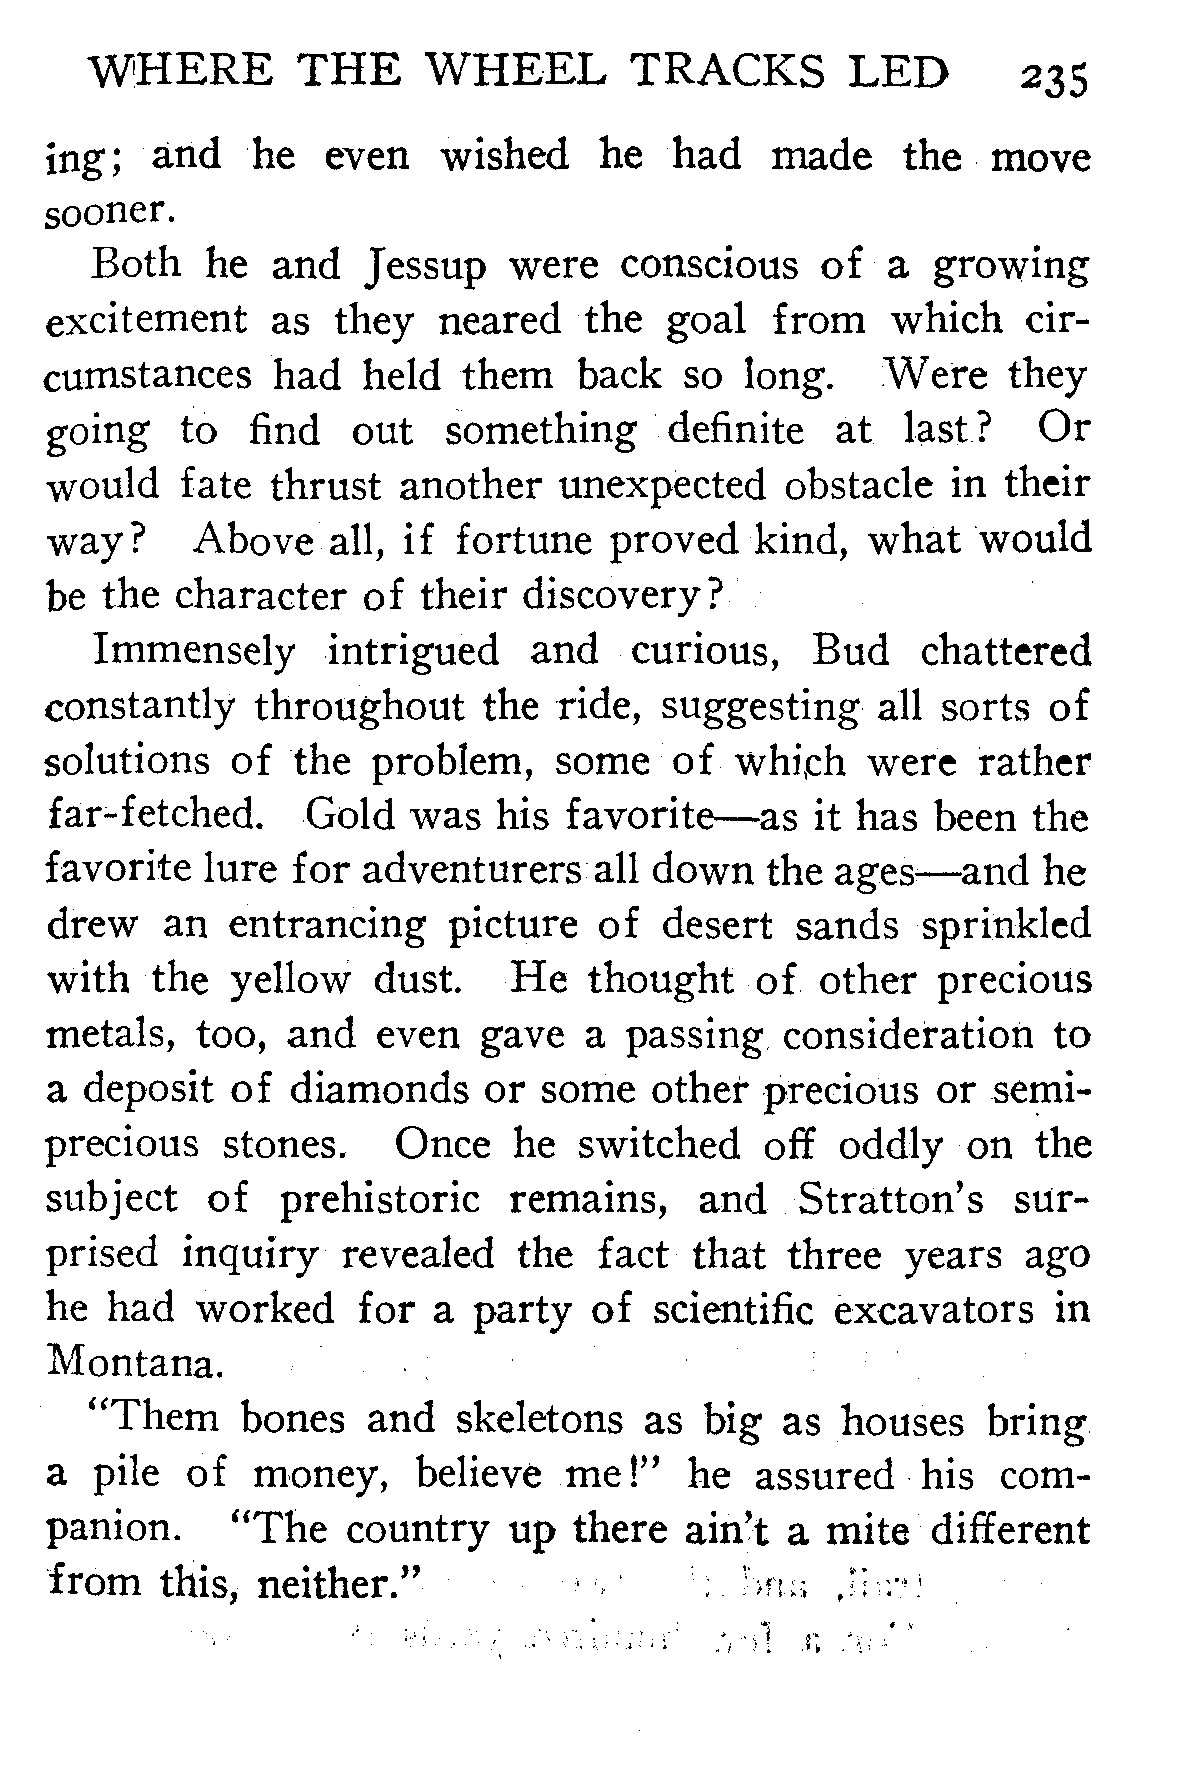 WHERE THE WHEEL TRACKS LED 235
ing; and he even wished he had made the move
sooner.
Both he and Jessup were conscious of a growing
excitement as they neared the goal from which cir-
cumstances had held them back so long. Were they
going to find out something definite at last? Or
would fate thrust another unexpected obstacle in their
way? Above all, if fortune proved kind, what would
be the character of their discovery?
Immensely intrigued and curious, Bud chattered
constantly throughout the ride, suggesting all sorts of
solutions of the problem, some of which were rather
far-fetched. Gold was his favorite—as it has been the
favorite lure for adventurers all down the ages—and he
drew an entrancing picture of desert sands sprinkled
with the yellow dust. He thought of other precious
metals, too, and even gave a passing consideration to
a deposit of diamonds or some other precious or semi-
precious stones. Once he switched off oddly on the
subject of prehistoric remains, and Stratton's sur-
prised inquiry revealed the fact that three years ago
he had worked for a party of scientific excavators in
Montana.
“Them bones and skeletons as big as houses bring
a pile of money, believe me!” he assured his com-
panion. “The country up there ain't a mite different
from this, neither.”